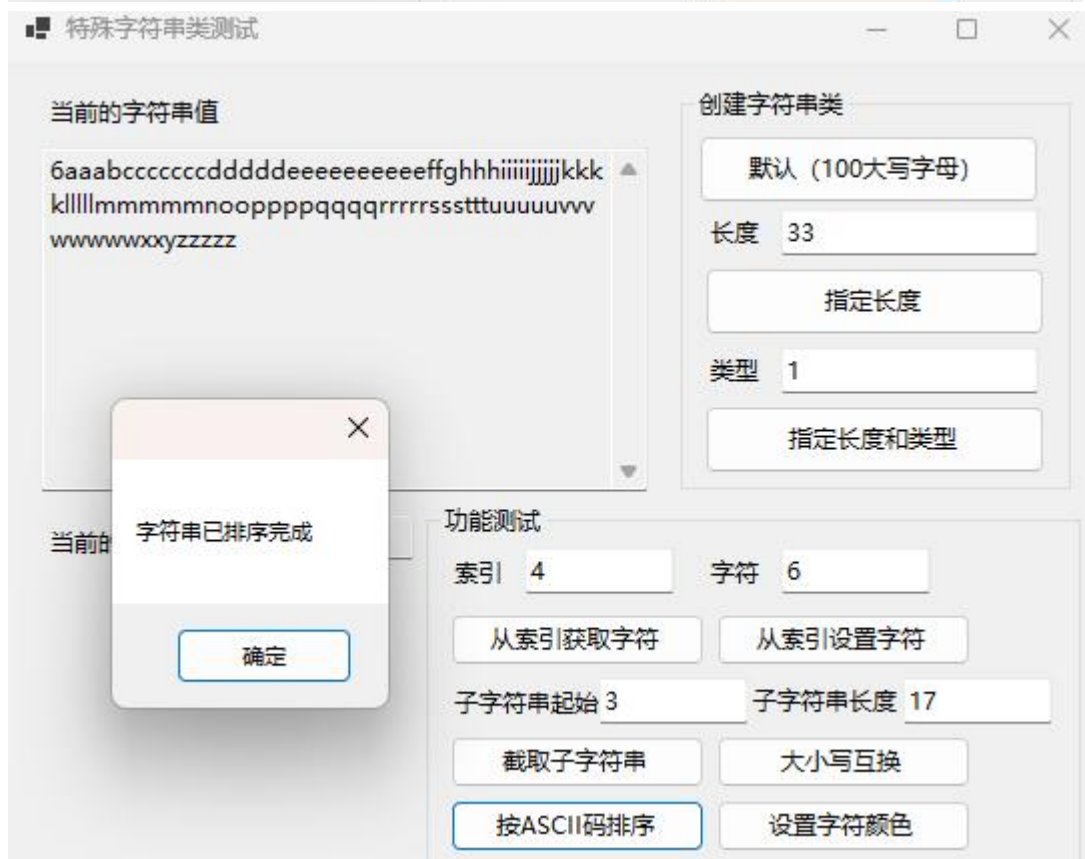 特殊字符串类测试
当前的字符串值
6aaabcccccccdddddeeeeeeeeeeffghhhiiiiijjjjjkkk
klllllmmmmmnooppppqqqqrrrrrssstttuuuuuvvv
wwwwwxxyzzzzz
创建字符串类
默认（100大写字母)
长度 33
指定长度
类型 1
指定长度和类型
字符串已排序完成
确定
当前的
功能测试
索引 4 字符 6
从索引获取字符 从索引设置字符
子字符串起始 3 子字符串长度 17
截取子字符串 大小写互换
按ASCII码排序 设置字符颜色